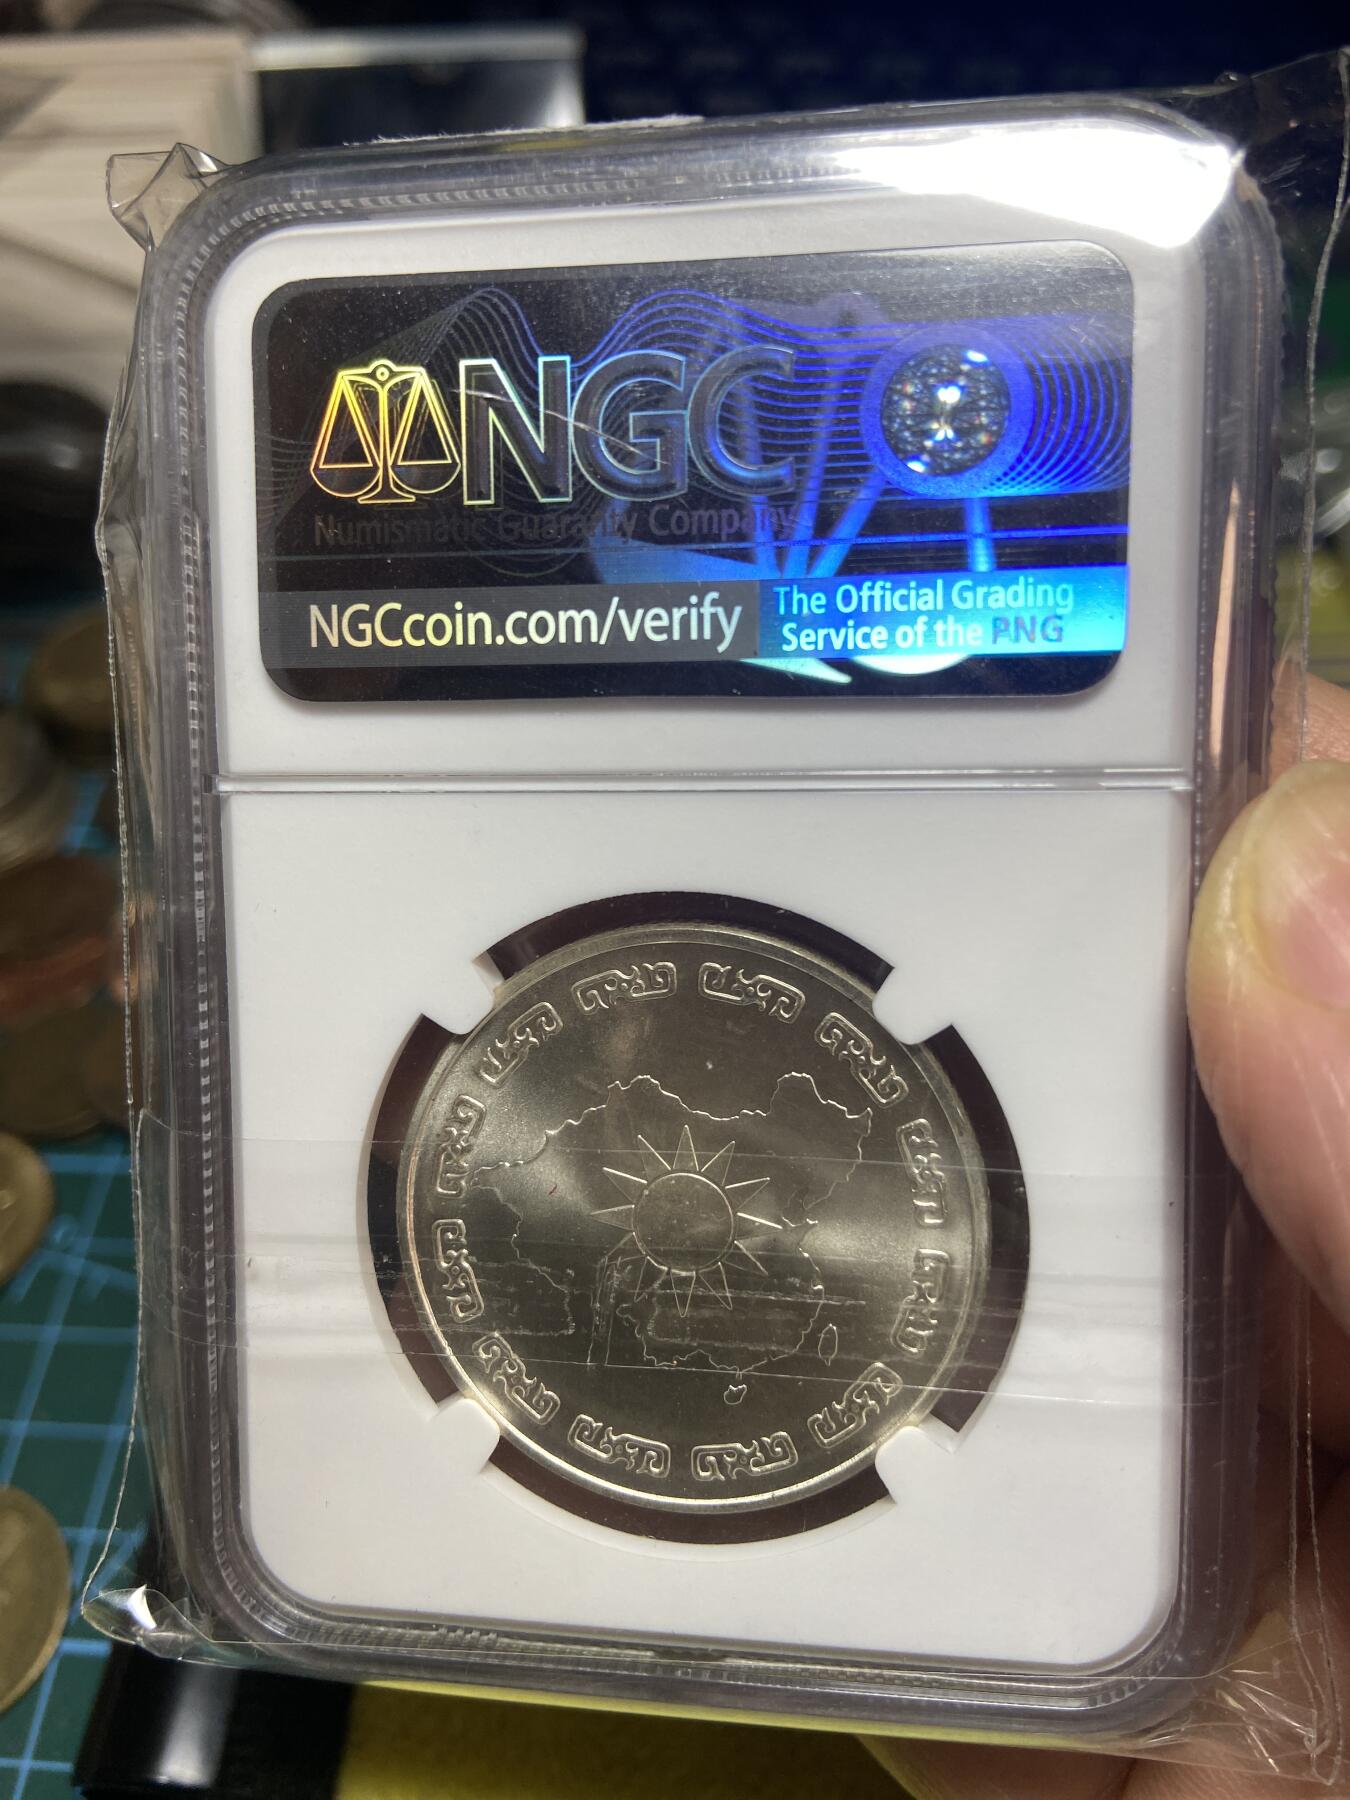 NGC
Numismatic Guaranty Company
NGCcoin.com/verify
The Official Grading
Service of the PNG